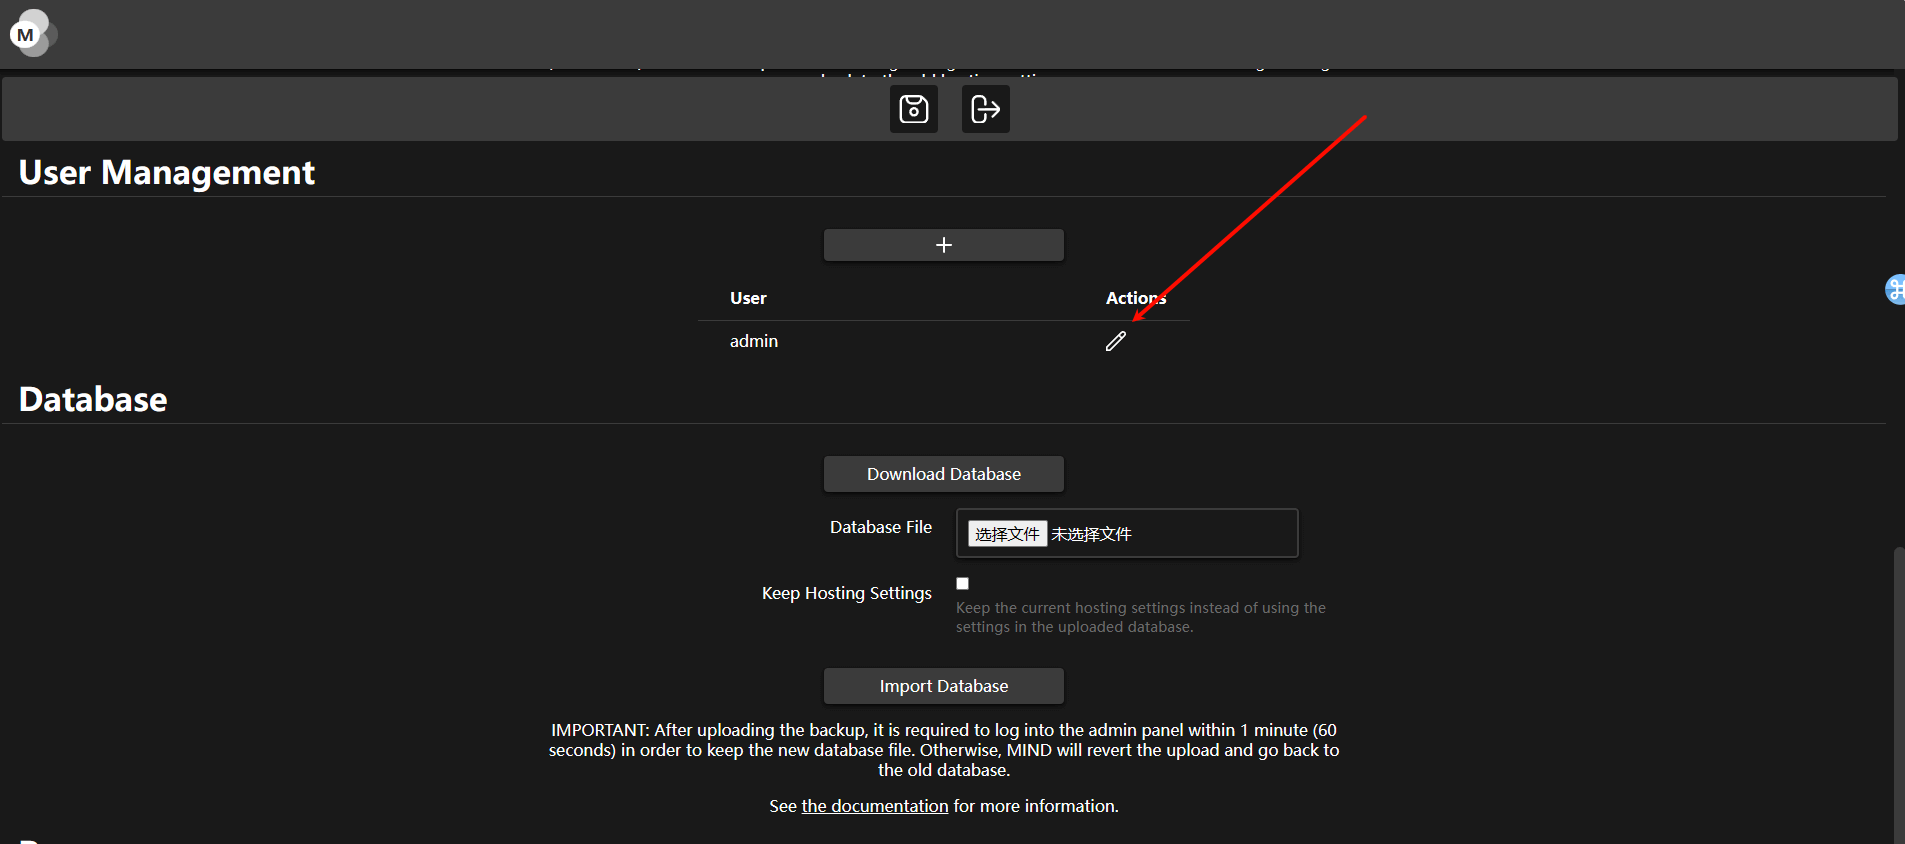 M
User Management
User
Actions
admin
Database
Download Database
Database File
选择文件 未选择文件
Keep Hosting Settings
Keep the current hosting settings instead of using the
settings in the uploaded database.
Import Database
IMPORTANT: After uploading the backup, it is required to log into the admin panel within 1 minute (60
seconds) in order to keep the new database file. Otherwise, MIND will revert the upload and go back to
the old database.
See the documentation for more information.